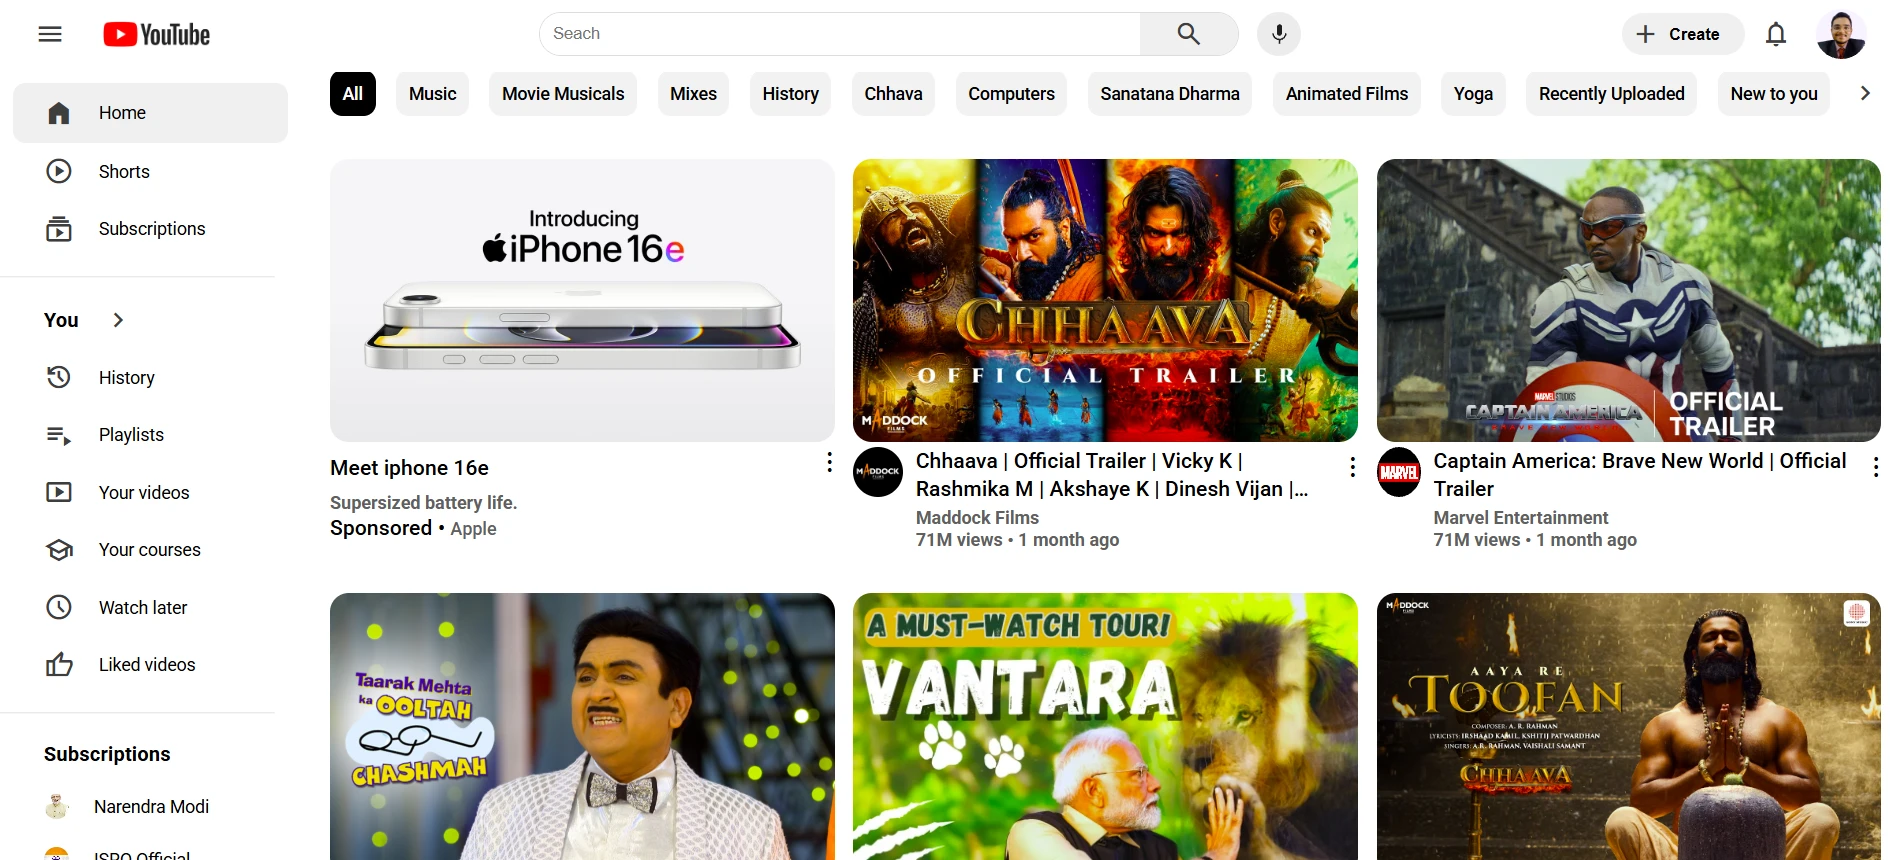 YouTube
Seach
Create
All
Music
Movie Musicals
Mixes
History
Chhava
Computers
Sanatana Dharma
Animated Films
Yoga
Recently Uploaded
New to you
Home
Shorts
Subscriptions
You
History
Playlists
Your videos
Your courses
Watch later
Liked videos
Subscriptions
Narendra Modi
ISRO Official
Introducing
iPhone 16e
Meet iphone 16e
Supersized battery life.
Sponsored • Apple
CHHAAVA
OFFICIAL TRAILER
MADDOCK
FILMS
MADDOCK
Chhaava | Official Trailer | Vicky K |
Rashmika M | Akshaye K | Dinesh Vijan |...
Maddock Films
71M views • 1 month ago
MARVEL STUDIOS
CAPTAIN AMERICA
BRAVE NEW WORLD
OFFICIAL
TRAILER
MARVEL
Captain America: Brave New World | Official
Trailer
Marvel Entertainment
71M views • 1 month ago
Taarak Mehta
ka OOLTAH
CHASHMAH
A MUST-WATCH TOUR!
VANTARA
MADDOCK
FILMS
AAYA RE
TOOFAN
COMPOSER: A. R. RAHMAN
LYRICISTS: IRSHAAD KAMIL, KSHITIJ PATWARDHAN
SINGERS: A.R. RAHMAN, VAISHALI SAMANT
CHHAAVA